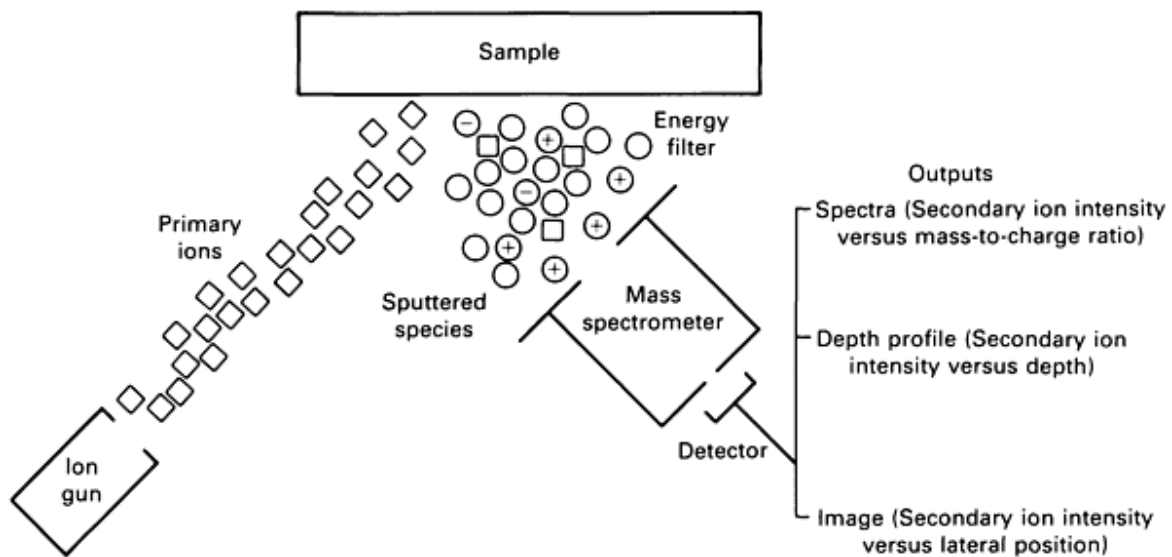 Sample
Energy
filter
Outputs
Primary
ions
Spectra (Secondary ion intensity
versus mass-to-charge ratio)
Sputtered
species
Mass
spectrometer
Depth profile (Secondary ion
intensity versus depth)
Detector
Ion
gun
Image (Secondary ion intensity
versus lateral position)